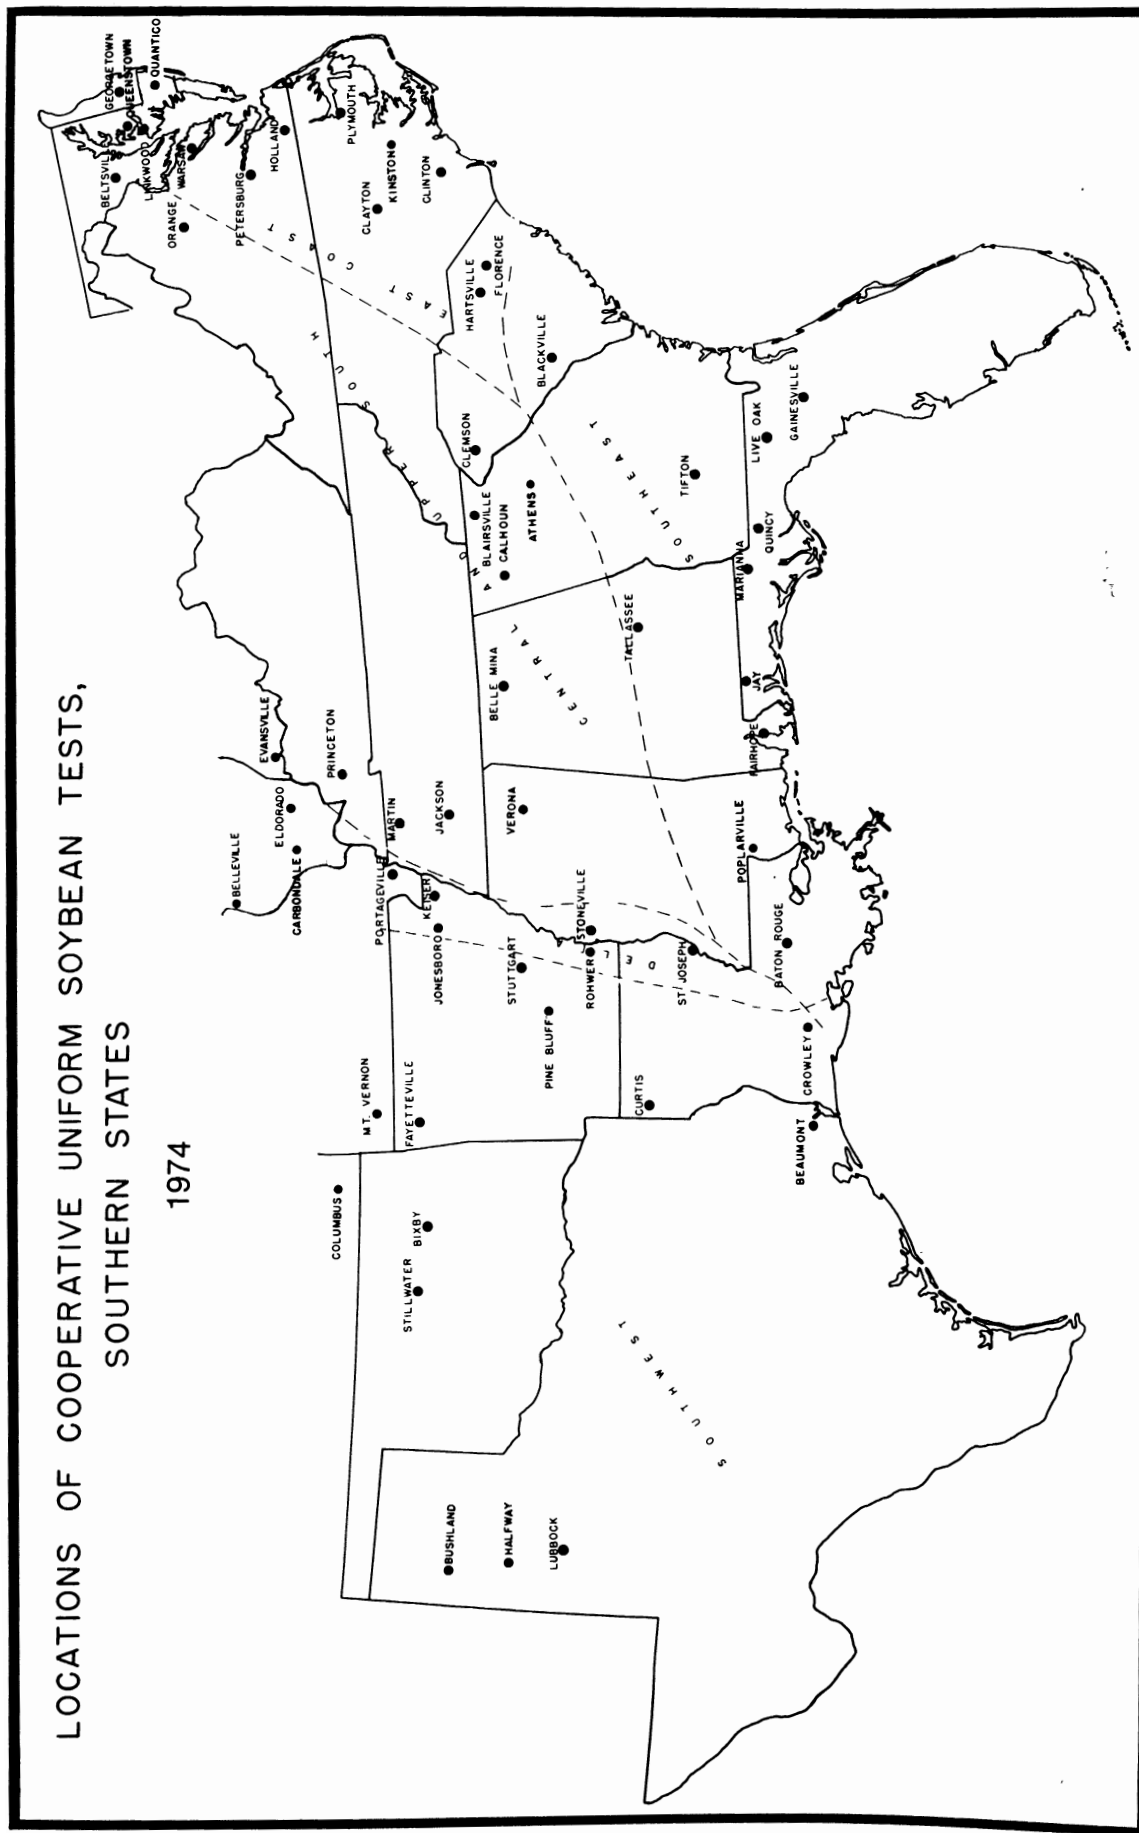 LOCATIONS OF COOPERATIVE UNIFORM SOYBEAN TESTS,
SOUTHERN STATES
1974
GEORGETOWN
QUEENSTOWN
QUANTICO
BELTSVILLE
LINKWOOD
WARSAW
ORANGE
PETERSBURG
HOLLAND
PLYMOUTH
CLAYTON
KINSTON
CLINTON
HARTSVILLE
FLORENCE
BLACKVILLE
CLEMSON
BLAIRSVILLE
CALHOUN
ATHENS
TIFTON
LIVE OAK
GAINESVILLE
QUINCY
MARIANNA
JAY
FAIRHOPE
TALLASSEE
BELLE MINA
EVANSVILLE
PRINCETON
ELDORADO
BELLEVILLE
CARBONDALE
MARTIN
JACKSON
VERONA
POPLARVILLE
PORTAGEVILLE
KEISER
JONESBORO
STUTTGART
STONEVILLE
ROHWER
PINE BLUFF
ST JOSEPH
BATON ROUGE
CROWLEY
CURTIS
BEAUMONT
MT. VERNON
FAYETTEVILLE
COLUMBUS
BIXBY
STILLWATER
BUSHLAND
HALFWAY
LUBBOCK
UPPER SOUTH
AND
CENTRAL
EAST COAST
SOUTHEAST
SOUTHWEST